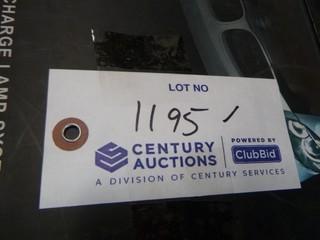 LOT NO
1195
CENTURY AUCTIONS
POWERED BY
ClubBid
A DIVISION OF CENTURY SERVICES
CHARGE LAMP